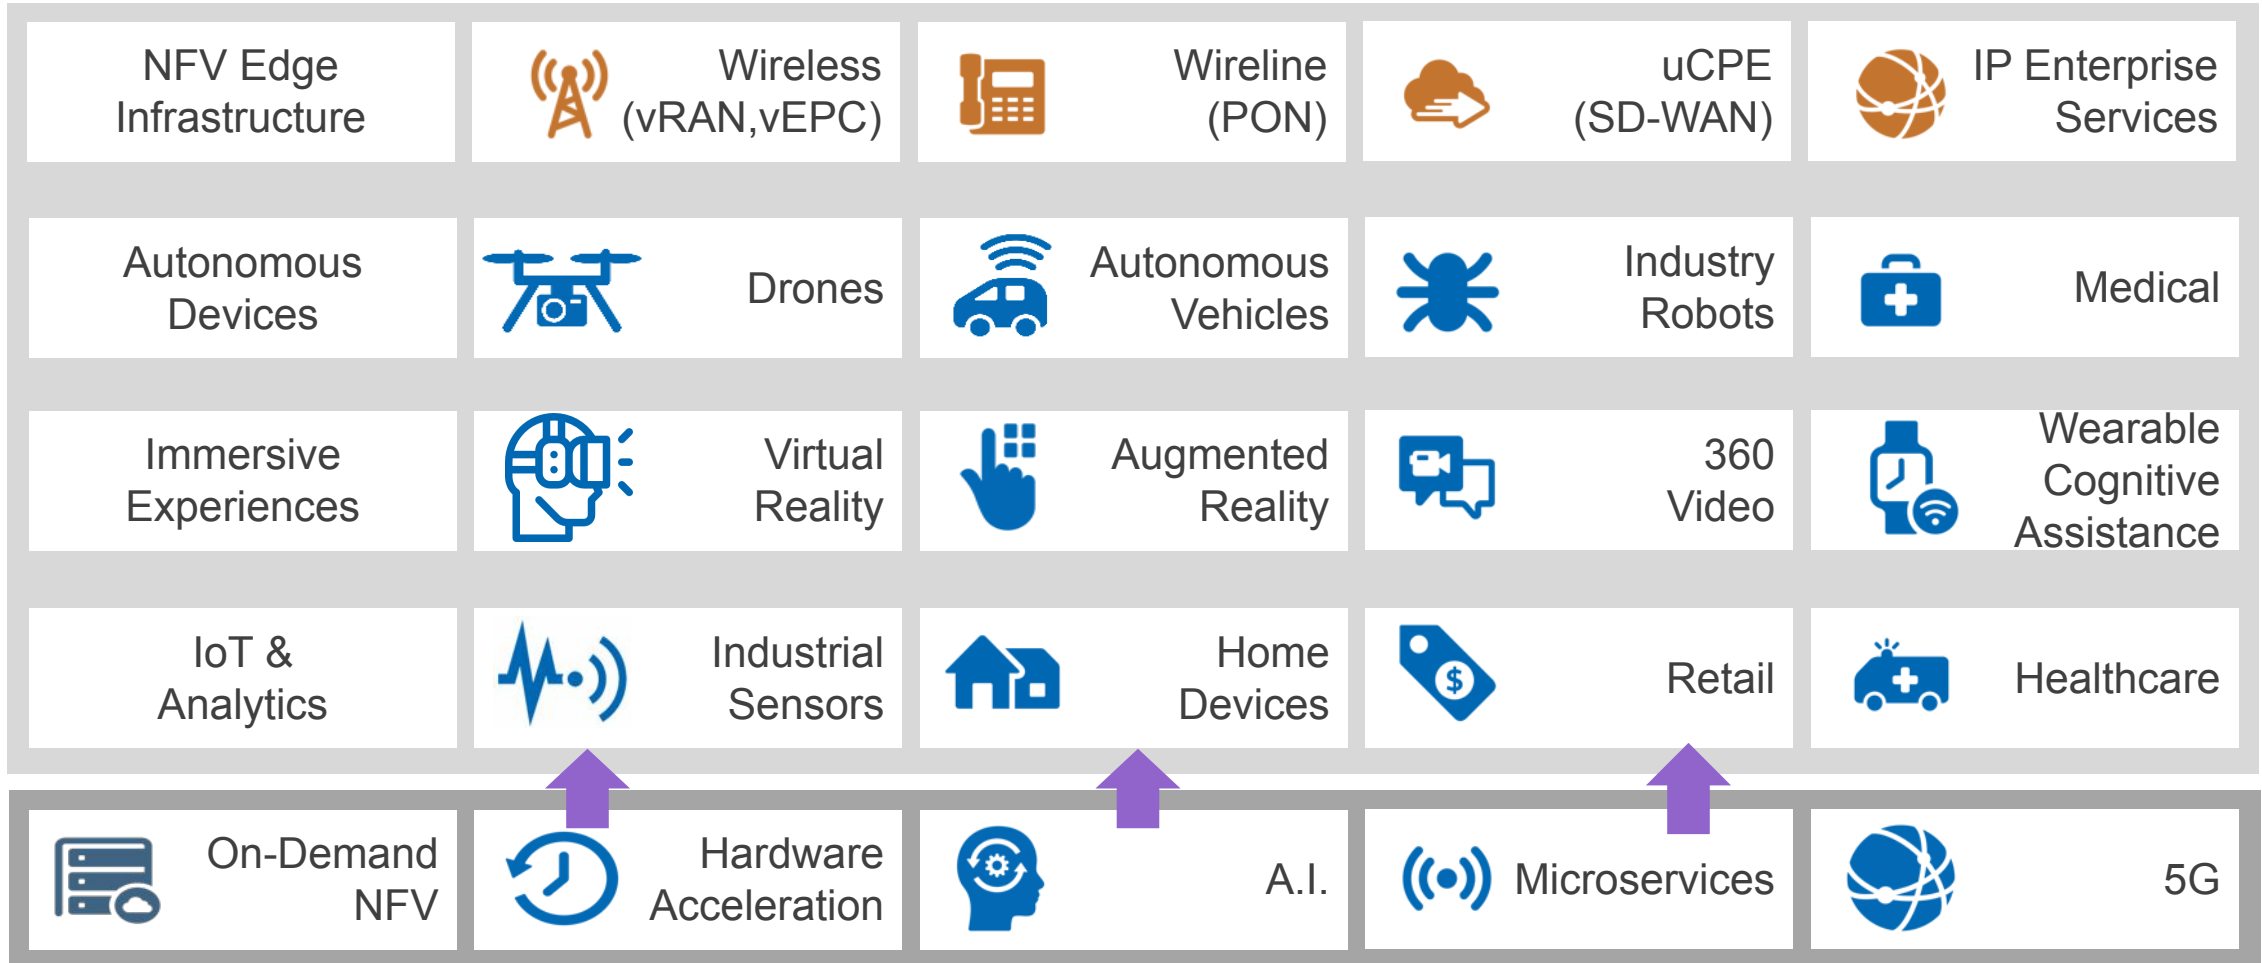 NFV Edge
Infrastructure
Wireless
(vRAN,vEPC)
Wireline
(PON)
uCPE
(SD-WAN)
IP Enterprise
Services
Autonomous
Devices
Drones
Autonomous
Vehicles
Industry
Robots
Medical
Immersive
Experiences
Virtual
Reality
Augmented
Reality
360
Video
Wearable
Cognitive
Assistance
IoT &
Analytics
Industrial
Sensors
Home
Devices
$
Retail
Healthcare
On-Demand
NFV
Hardware
Acceleration
A.I.
Microservices
5G